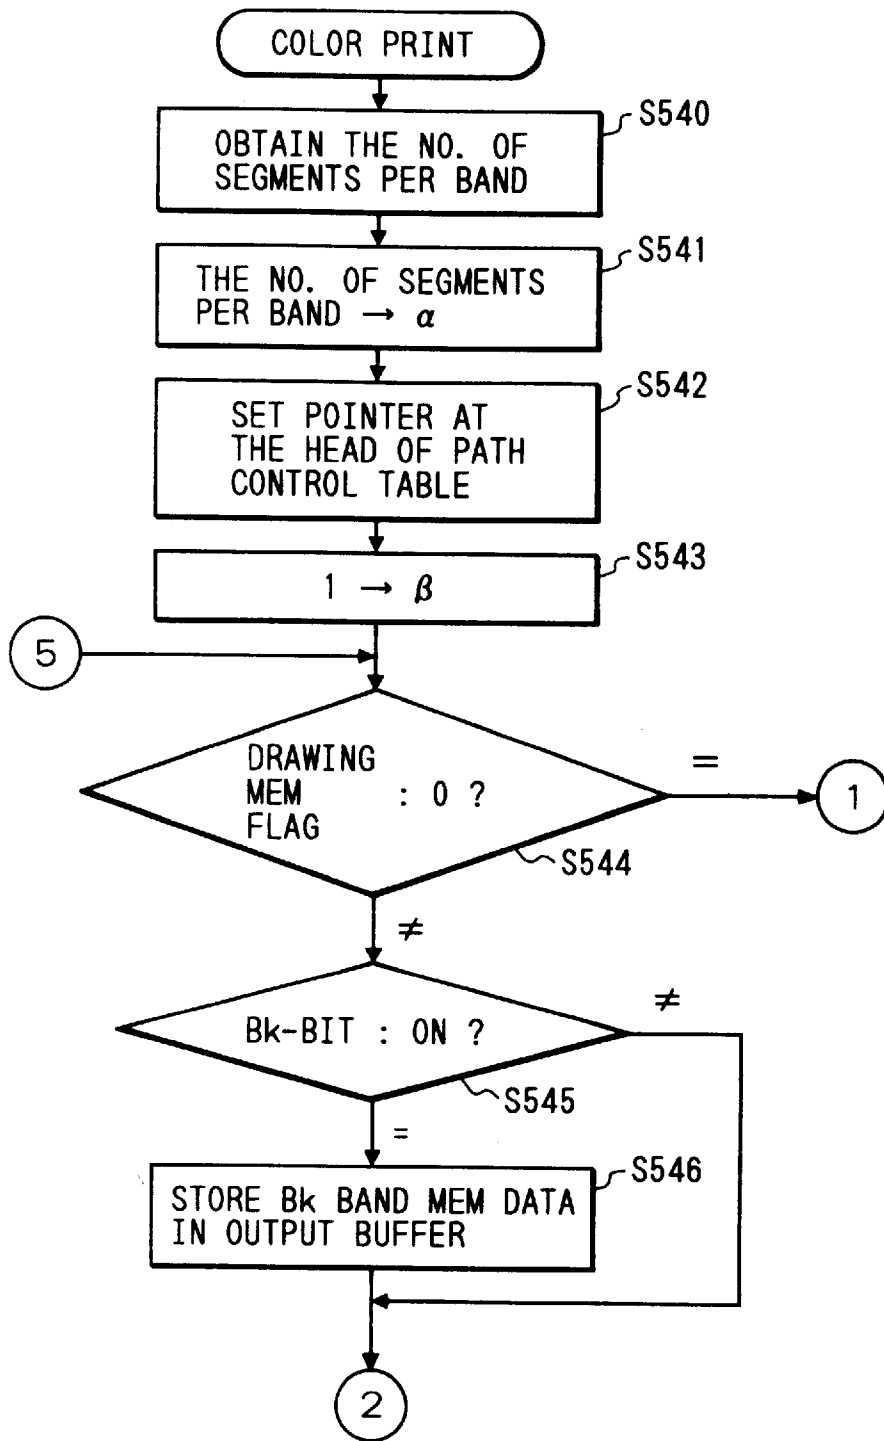 COLOR PRINT
S540
OBTAIN THE NO. OF
SEGMENTS PER BAND
S541
THE NO. OF SEGMENTS
PER BAND → α
S542
SET POINTER AT
THE HEAD OF PATH
CONTROL TABLE
S543
1 → β
5
DRAWING
MEM : 0 ?
FLAG
=
1
S544
≠
Bk-BIT : ON ?
≠
S545
=
S546
STORE Bk BAND MEM DATA
IN OUTPUT BUFFER
2